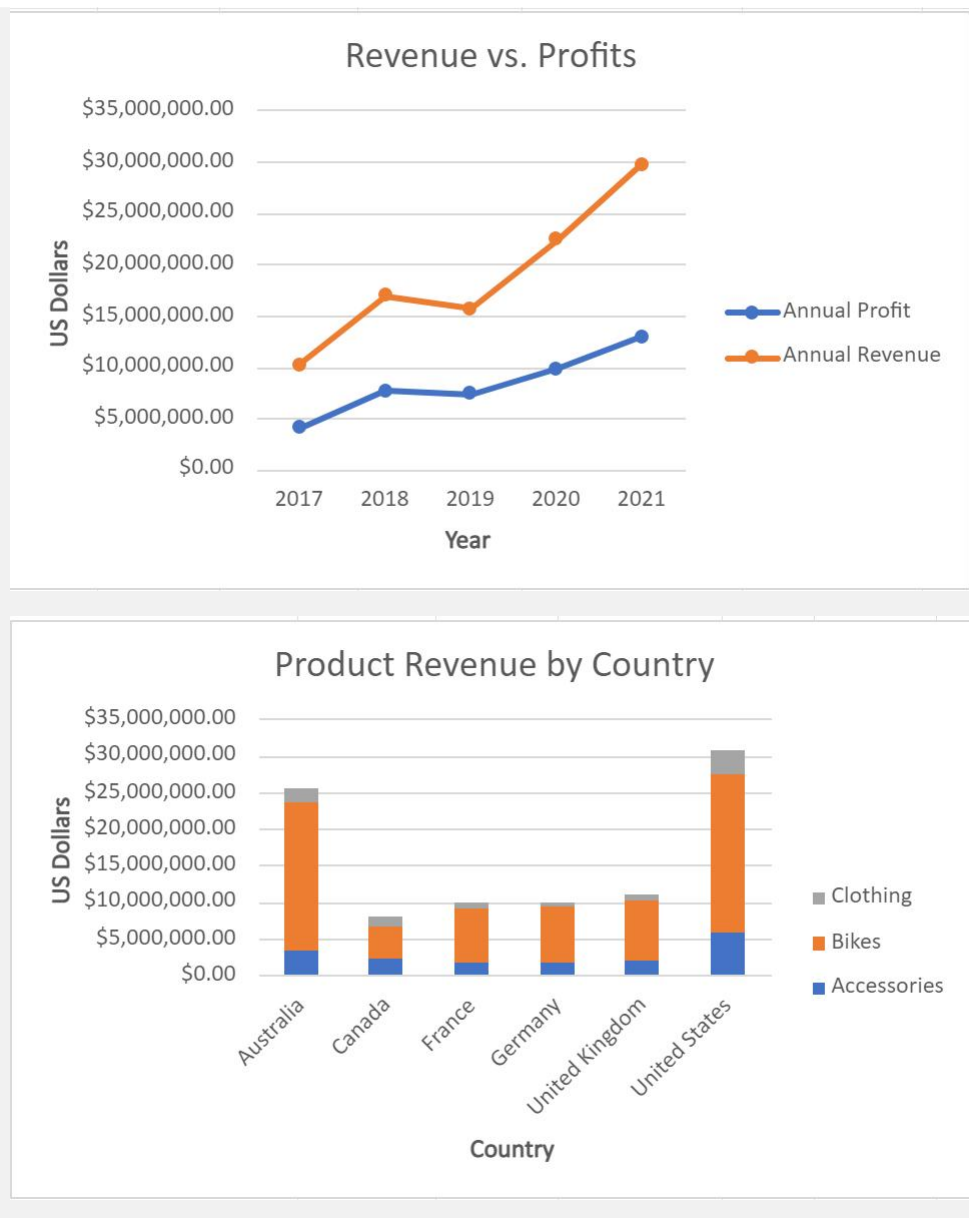 Revenue vs. Profits
$35,000,000.00
$30,000,000.00
$25,000,000.00
$20,000,000.00
$15,000,000.00
$10,000,000.00
$5,000,000.00
$0.00
US Dollars
2017 2018 2019 2020 2021
Year
Annual Profit
Annual Revenue
Product Revenue by Country
$35,000,000.00
$30,000,000.00
$25,000,000.00
$20,000,000.00
$15,000,000.00
$10,000,000.00
$5,000,000.00
$0.00
US Dollars
Australia
Canada
France
Germany
United Kingdom
United States
Country
Clothing
Bikes
Accessories